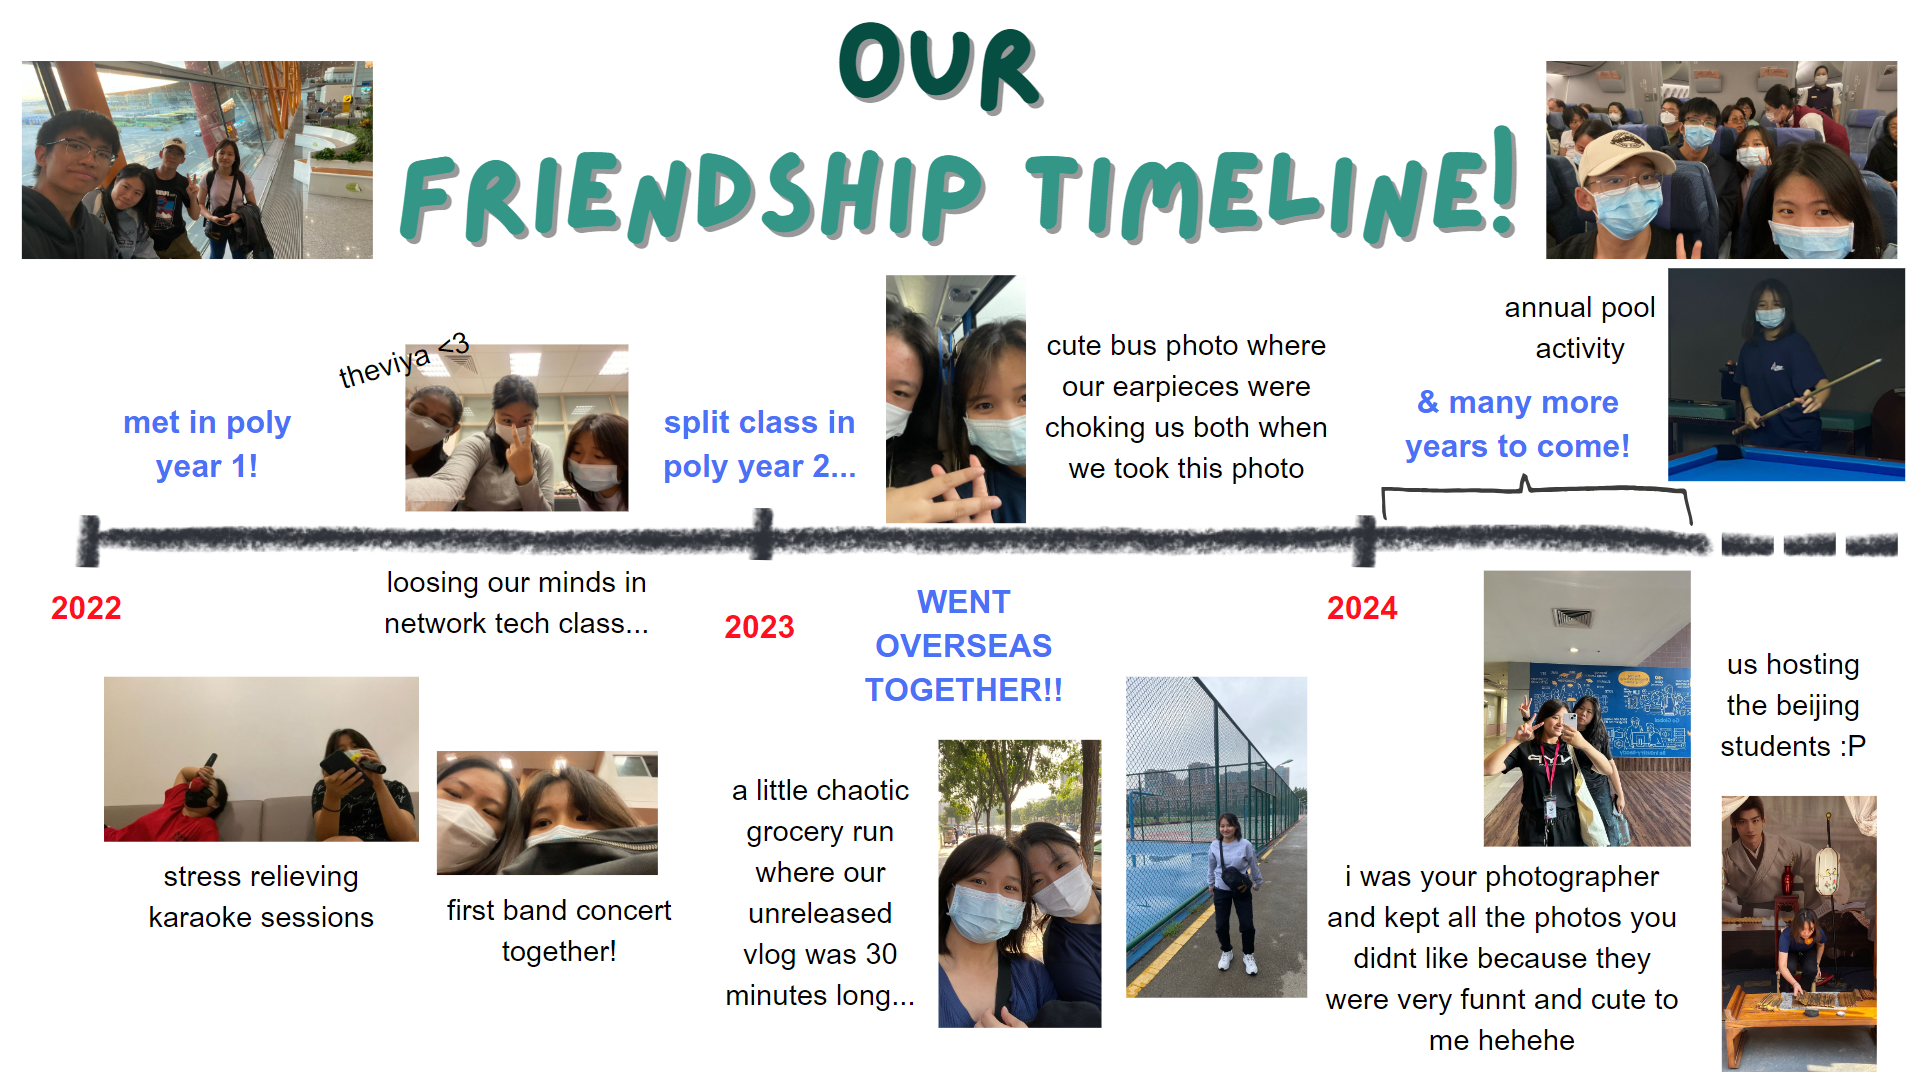 OUR
FRIENDSHIP TIMELINE!
theviya <3
met in poly
year 1!
split class in
poly year 2...
cute bus photo where
our earpieces were
choking us both when
we took this photo
annual pool
activity
& many more
years to come!
2022
loosing our minds in
network tech class...
2023
WENT
OVERSEAS
TOGETHER!!
2024
us hosting
the beijing
students :P
stress relieving
karaoke sessions
first band concert
together!
a little chaotic
grocery run
where our
unreleased
vlog was 30
minutes long...
i was your photographer
and kept all the photos you
didnt like because they
were very funnt and cute to
me hehehe